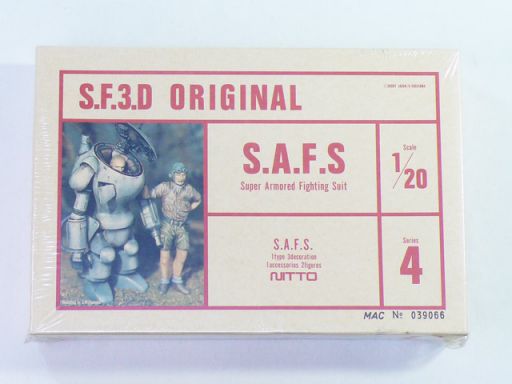 S.F.3.D ORIGINAL
S.A.F.S
Super Armored Fighting Suit
Scale
1/20
S.A.F.S.
1type 3decoration
1accessories 2figures
NITTO
Series
4
MAC No 039066